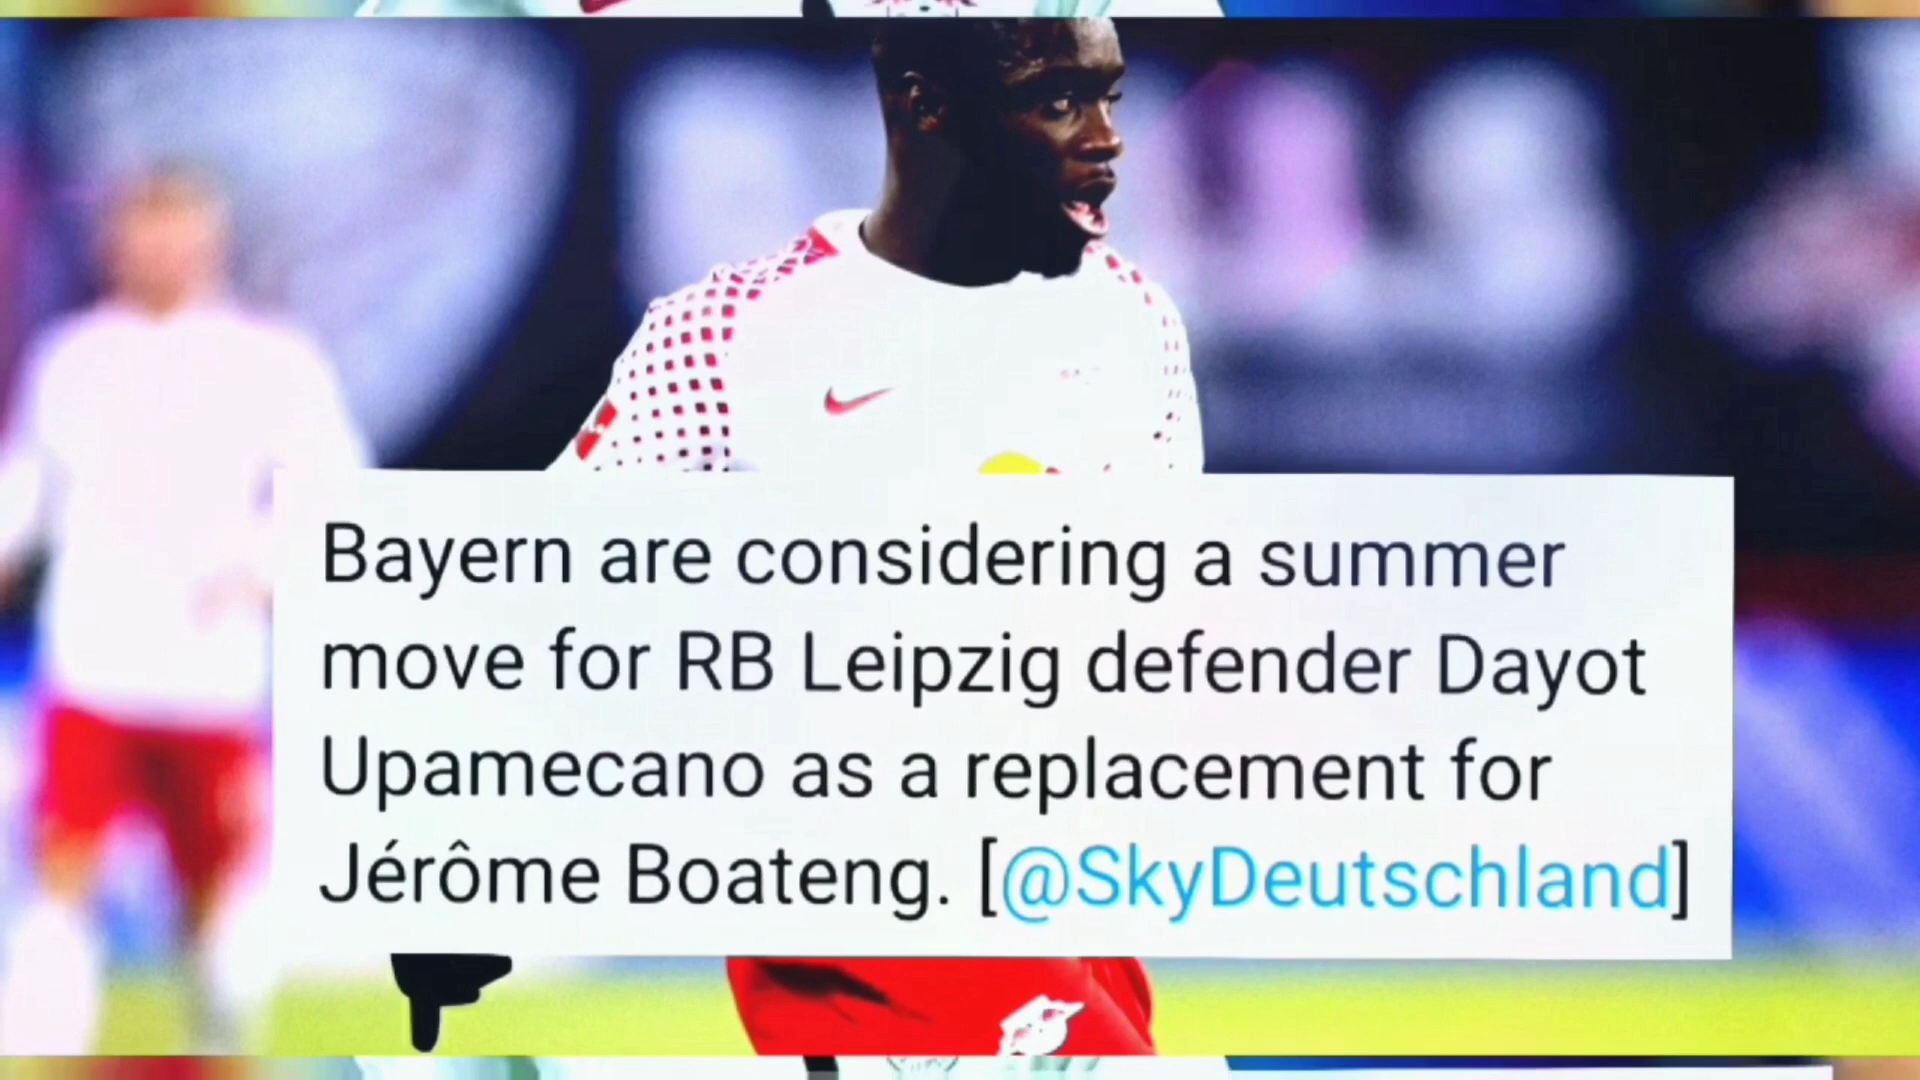 Bayern are considering a summer
move for RB Leipzig defender Dayot
Upamecano as a replacement for
Jérôme Boateng. [@SkyDeutschland]